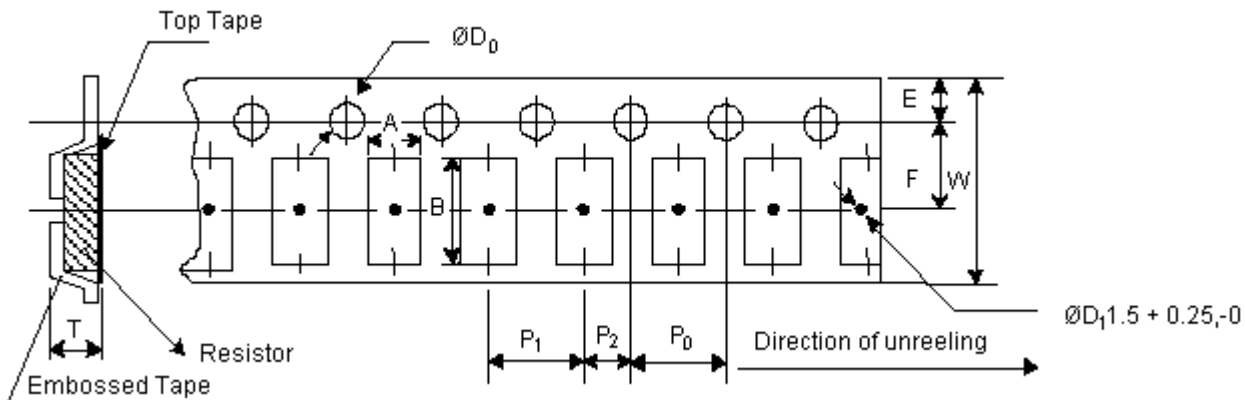 Top Tape
ØD0
E
A
F
W
B
ØD1 1.5 + 0.25,-0
T
P1
P2
P0
Direction of unreeling
Resistor
Embossed Tape